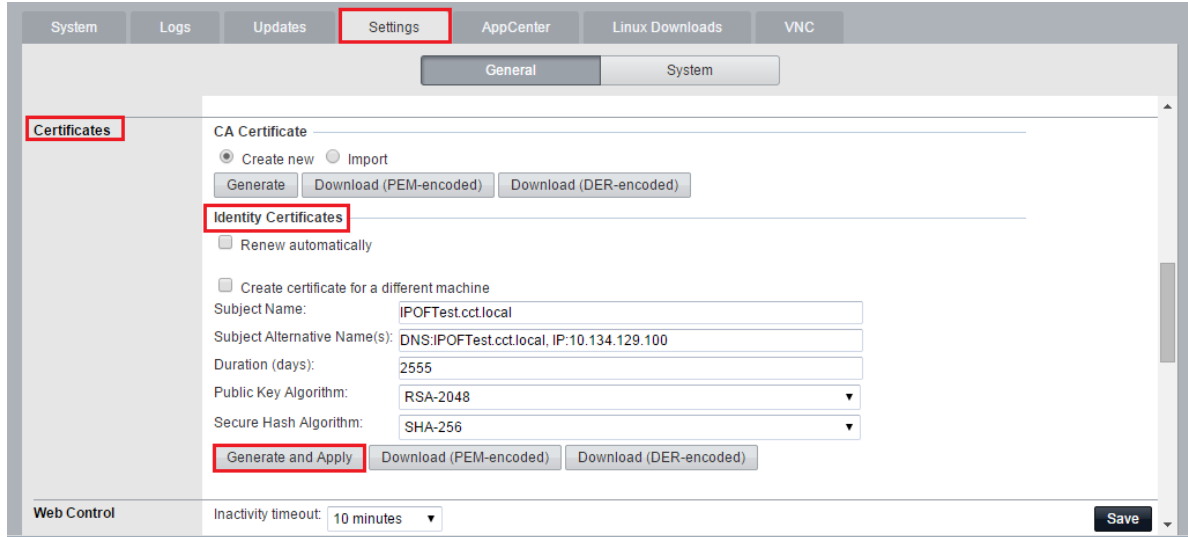 System Logs Updates Settings AppCenter Linux Downloads VNC
General System
Certificates
CA Certificate
Create new Import
Generate Download (PEM-encoded) Download (DER-encoded)
Identity Certificates
Renew automatically
Create certificate for a different machine
Subject Name: IPOFTest.cct.local
Subject Alternative Name(s): DNS:IPOFTest.cct.local, IP:10.134.129.100
Duration (days): 2555
Public Key Algorithm: RSA-2048
Secure Hash Algorithm: SHA-256
Generate and Apply Download (PEM-encoded) Download (DER-encoded)
Web Control Inactivity timeout: 10 minutes Save